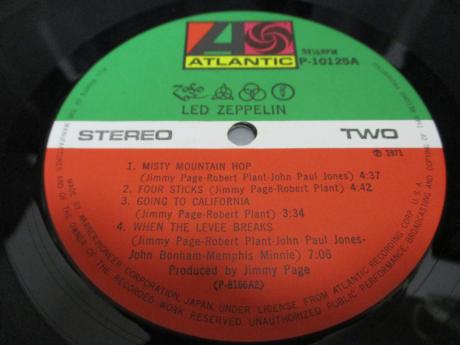 ATLANTIC
33⅓RPM
P-10125A
LED ZEPPELIN
STEREO
TWO
℗ 1971
1. MISTY MOUNTAIN HOP
(Jimmy Page-Robert Plant-John Paul Jones) 4:37
2. FOUR STICKS (Jimmy Page-Robert Plant) 4:42
3. GOING TO CALIFORNIA
(Jimmy Page-Robert Plant) 3:34
4. WHEN THE LEVEE BREAKS
(Jimmy Page-Robert Plant-John Paul Jones-
John Bonham-Memphis Minnie) 7:06
Produced by Jimmy Page
(P-8166A2)
MADE BY WARNER-PIONEER CORPORATION, JAPAN, UNDER LICENSE FROM ATLANTIC RECORDING CORP. U.S.A.
OF THE RECORDED WORK RESERVED. UNAUTHORIZED PUBLIC PERFORMANCE, BROADCASTING AND COPYING OF